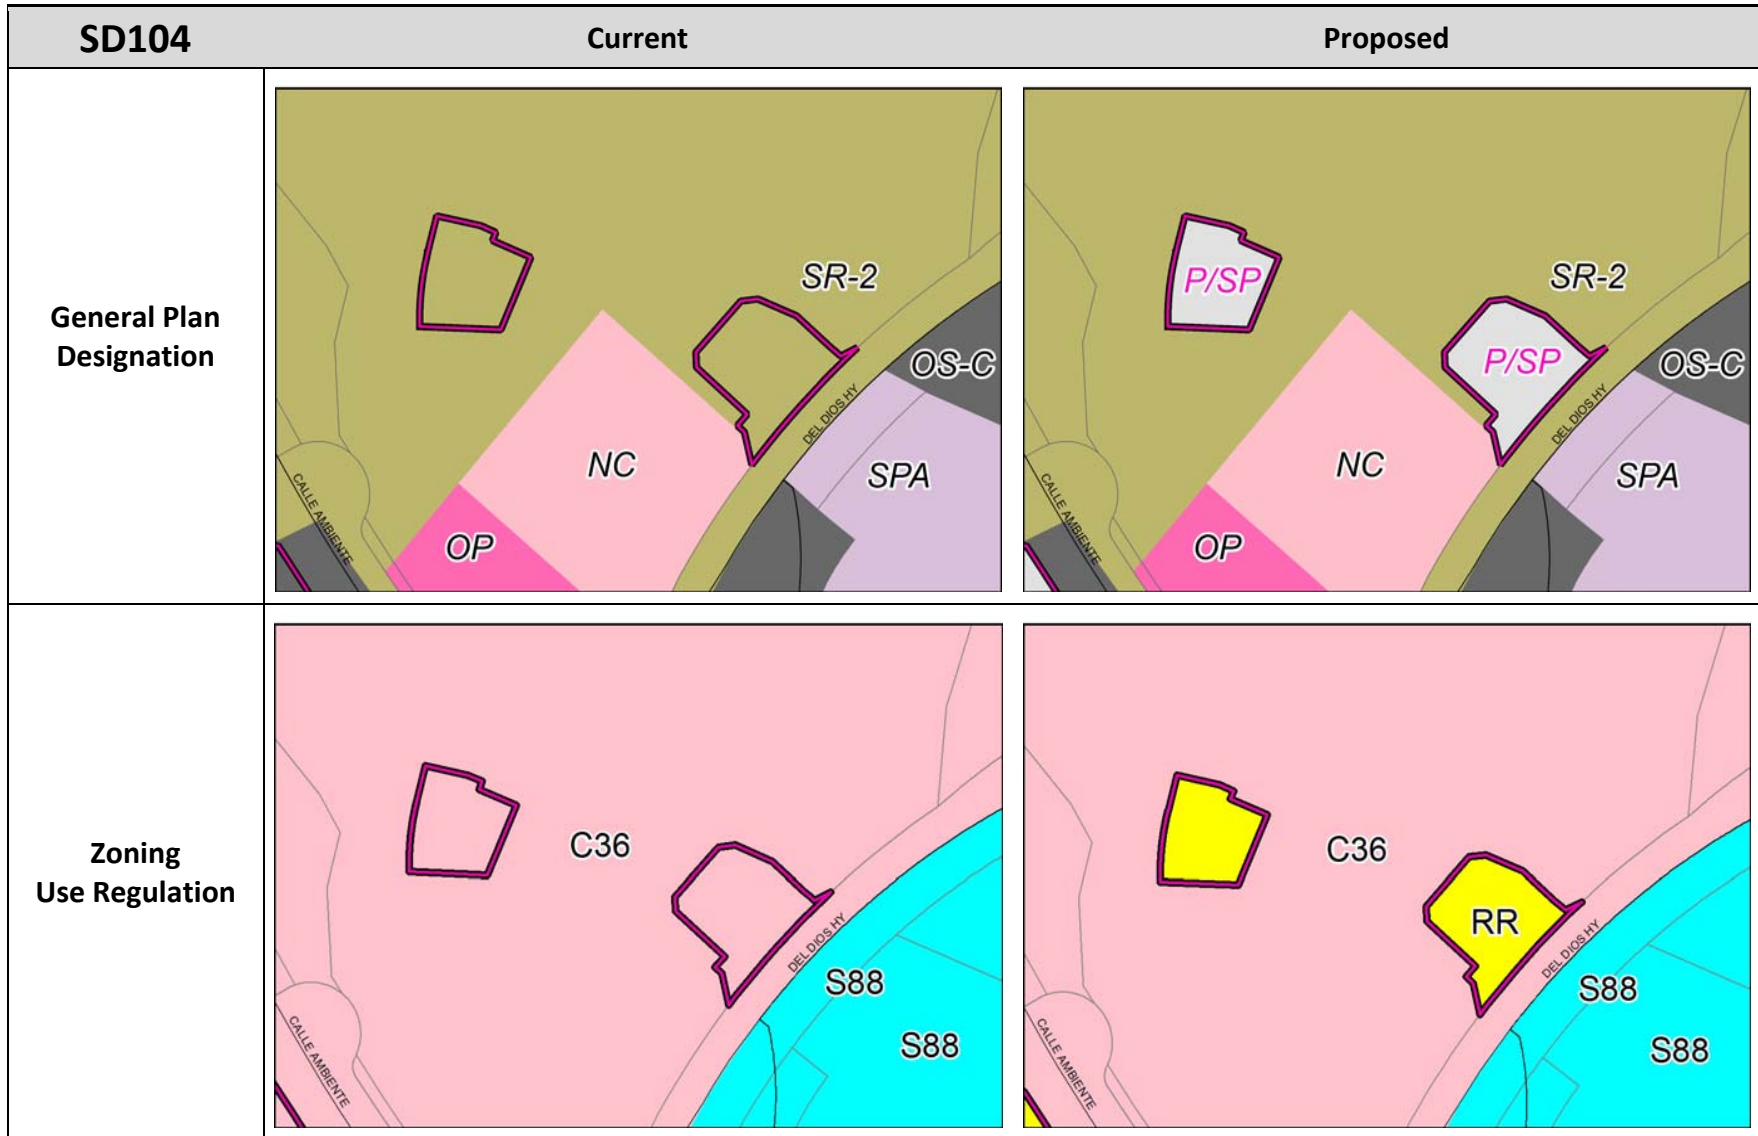 SD104
Current
Proposed
General Plan
Designation
SR-2
OS-C
DEL DIOS HY
NC
SPA
CALLE AMBIENTE
OP
P/SP
SR-2
P/SP
OS-C
DEL DIOS HY
NC
SPA
CALLE AMBIENTE
OP
Zoning
Use Regulation
C36
DEL DIOS HY
S88
S88
CALLE AMBIENTE
C36
RR
DEL DIOS HY
S88
S88
CALLE AMBIENTE